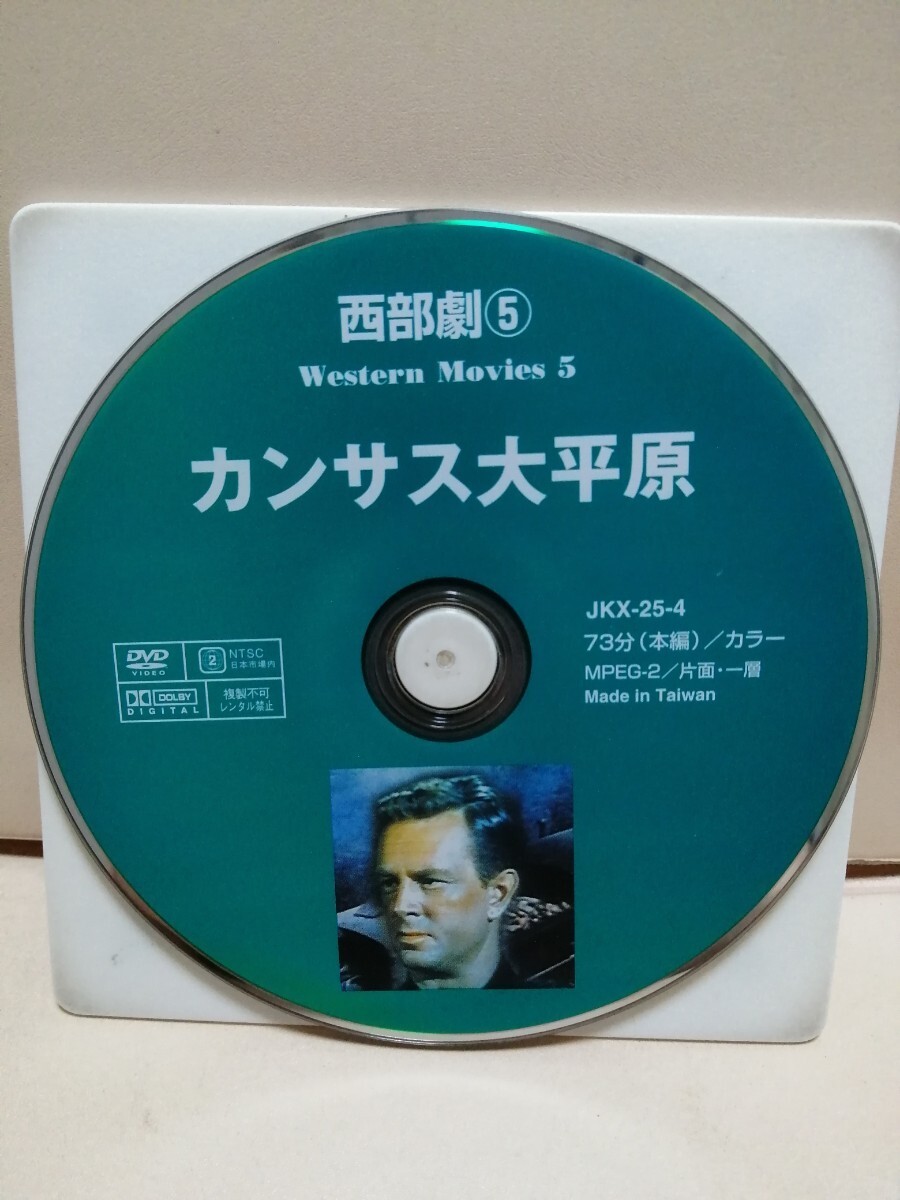 西部劇⑤
Western Movies 5
カンサス大平原
JKX-25-4
73分(本編)/カラー
MPEG-2/片面・一層
Made in Taiwan
DVD
VIDEO
2
NTSC
日本市場内
DOLBY
DIGITAL
複製不可
レンタル禁止